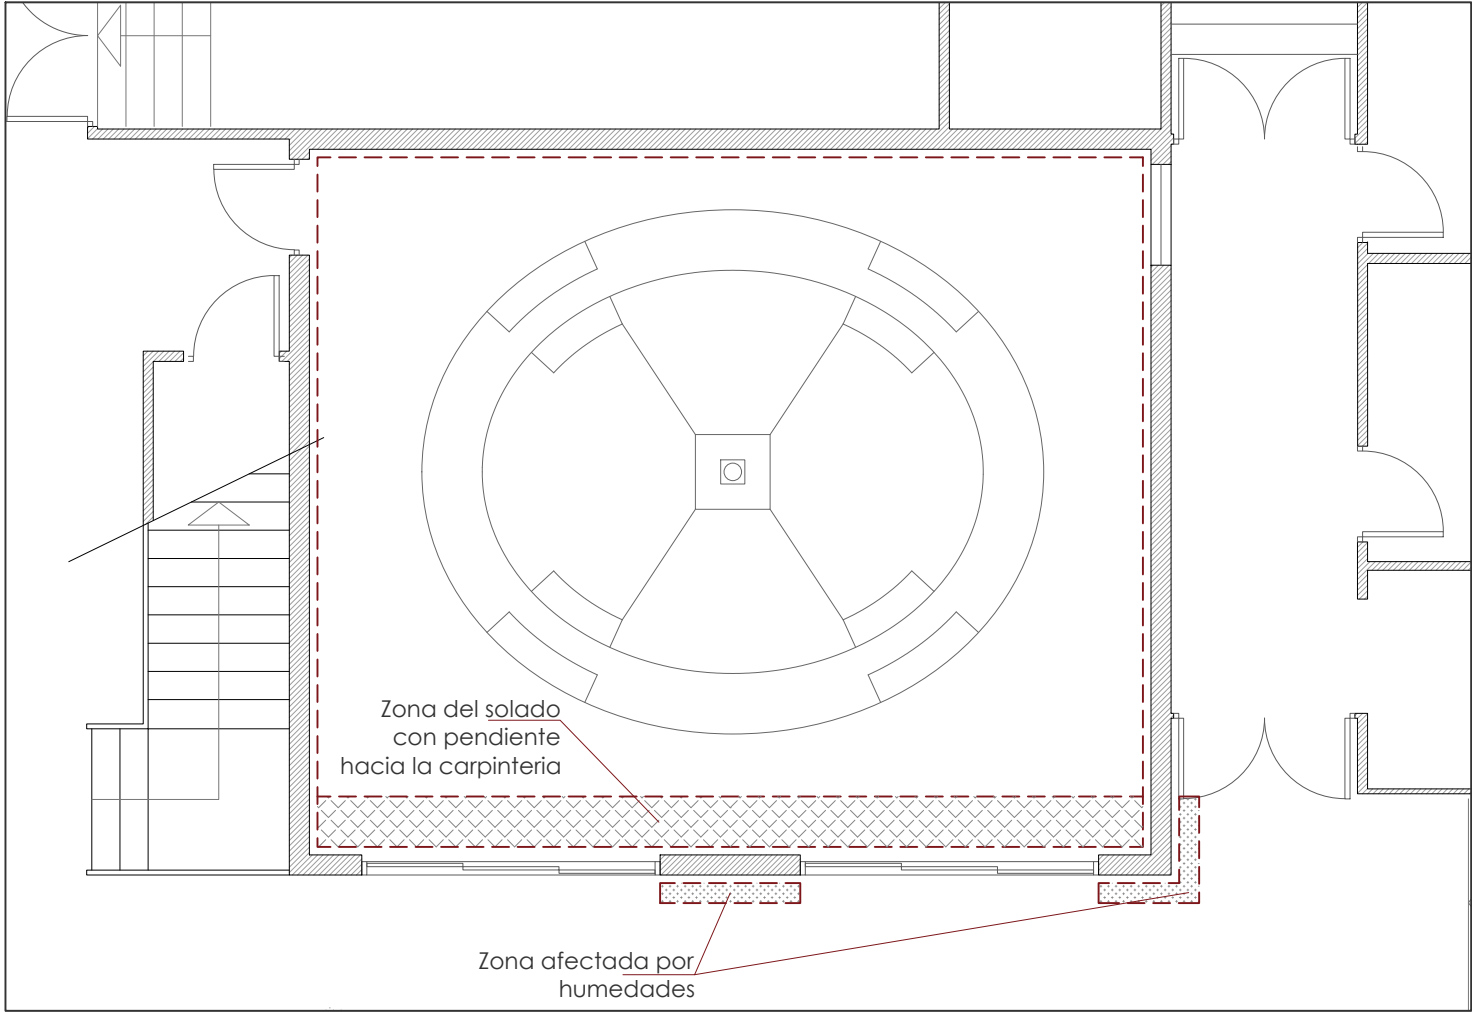 Zona del solado
con pendiente
hacia la carpinteria
Zona afectada por
humedades